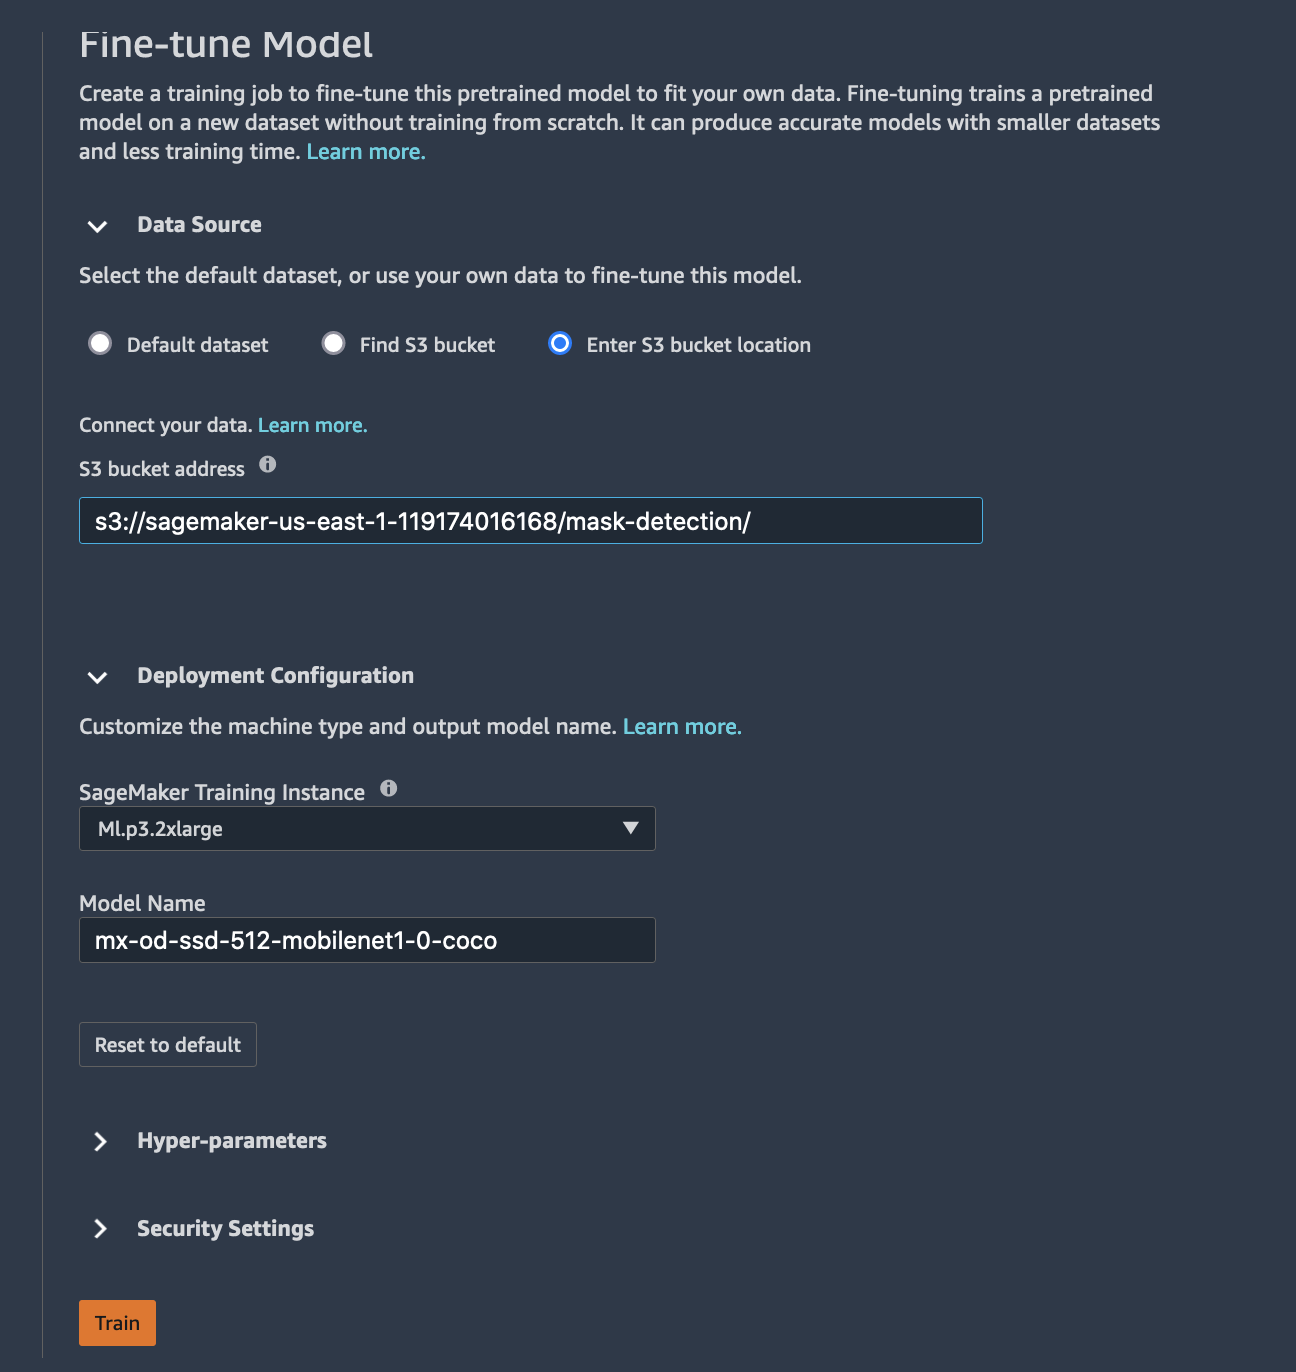 Fine-tune Model
Create a training job to fine-tune this pretrained model to fit your own data. Fine-tuning trains a pretrained
model on a new dataset without training from scratch. It can produce accurate models with smaller datasets
and less training time. Learn more.
Data Source
Select the default dataset, or use your own data to fine-tune this model.
Default dataset Find S3 bucket Enter S3 bucket location
Connect your data. Learn more.
S3 bucket address
s3://sagemaker-us-east-1-119174016168/mask-detection/
Deployment Configuration
Customize the machine type and output model name. Learn more.
SageMaker Training Instance
Ml.p3.2xlarge
Model Name
mx-od-ssd-512-mobilenet1-0-coco
Reset to default
Hyper-parameters
Security Settings
Train